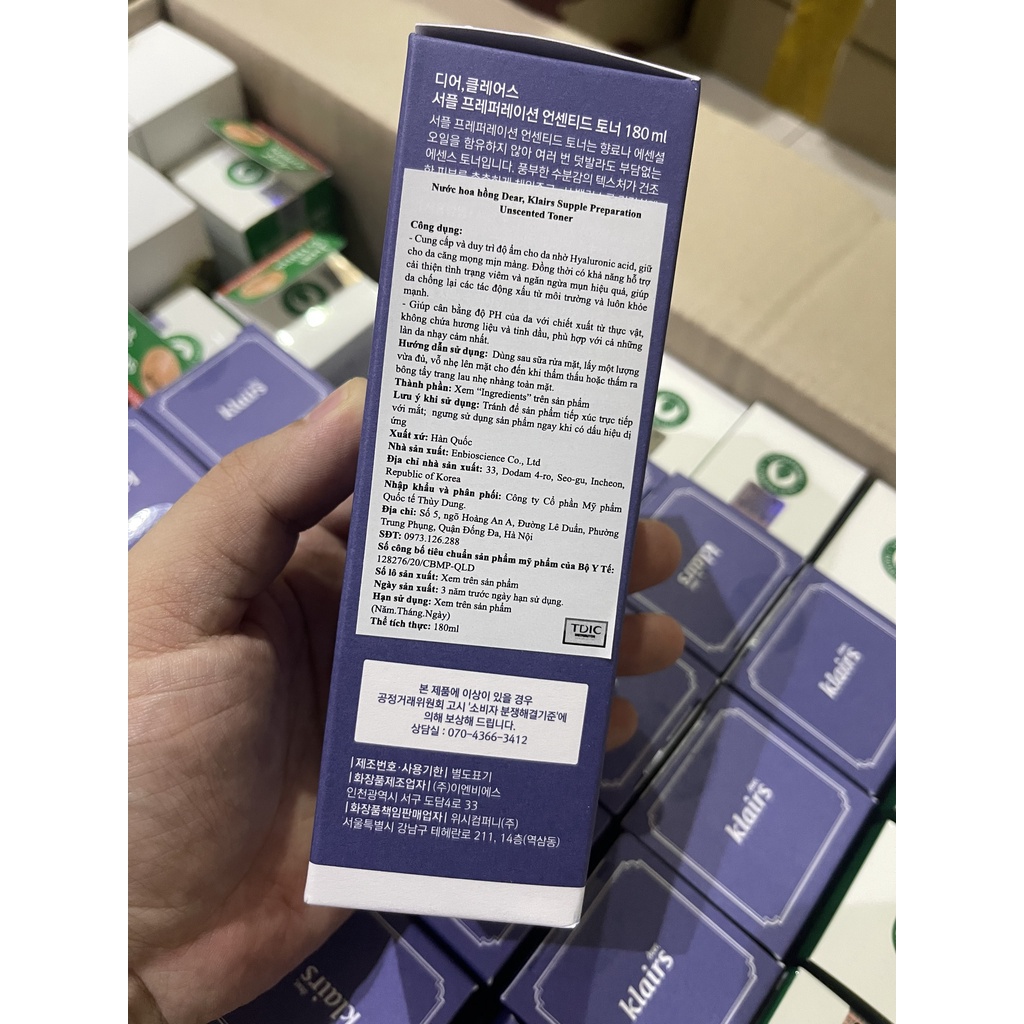 디어,클레어스
서플 프레퍼레이션 언센티드 토너 180 ml
서플 프레퍼레이션 언센티드 토너는 향료나 에센셜
오일을 함유하지 않아 여러 번 덧발라도 부담없는
에센스 토너입니다. 풍부한 수분감의 텍스처가 건조
Nước hoa hồng Dear, Klairs Supple Preparation
Unscented Toner
Công dụng:
- Cung cấp và duy trì độ ẩm cho da nhờ Hyaluronic acid, giữ
cho da căng mọng mịn màng. Đồng thời có khả năng hỗ trợ
cải thiện tình trạng viêm và ngăn ngừa mụn hiệu quả, giúp
da chống lại các tác động xấu từ môi trường và luôn khỏe
mạnh.
- Giúp cân bằng độ PH của da với chiết xuất từ thực vật,
không chứa hương liệu và tinh dầu, phù hợp với cả những
làn da nhạy cảm nhất.
Hướng dẫn sử dụng: Dùng sau sữa rửa mặt, lấy một lượng
vừa đủ, vỗ nhẹ lên mặt cho đến khi thẩm thấu hoặc thấm ra
bông tẩy trang lau nhẹ nhàng toàn mặt.
Thành phần: Xem “Ingredients” trên sản phẩm
Lưu ý khi sử dụng: Tránh để sản phẩm tiếp xúc trực tiếp
với mắt; ngưng sử dụng sản phẩm ngay khi có dấu hiệu dị
ứng
Xuất xứ: Hàn Quốc
Nhà sản xuất: Enbioscience Co., Ltd
Địa chỉ nhà sản xuất: 33, Dodam 4-ro, Seo-gu, Incheon,
Republic of Korea
Nhập khẩu và phân phối: Công ty Cổ phần Mỹ phẩm
Quốc tế Thùy Dung.
Địa chỉ: Số 5, ngõ Hoàng An A, Đường Lê Duẩn, Phường
Trung Phụng, Quận Đống Đa, Hà Nội
SĐT: 0973.126.288
Số công bố tiêu chuẩn sản phẩm mỹ phẩm của Bộ Y Tế:
128276/20/CBMP-QLD
Số lô sản xuất: Xem trên sản phẩm
Ngày sản xuất: 3 năm trước ngày hạn sử dụng.
Hạn sử dụng: Xem trên sản phẩm
(Năm.Tháng.Ngày)
Thể tích thực: 180ml
TDIC
본 제품에 이상이 있을 경우
공정거래위원회 고시 '소비자 분쟁해결기준'에
의해 보상해 드립니다.
상담실 : 070-4366-3412
|제조번호·사용기한| 별도표기
|화장품제조업자| (주)이엔비에스
인천광역시 서구 도담4로 33
|화장품책임판매업자| 위시컴퍼니(주)
서울특별시 강남구 테헤란로 211, 14층(역삼동)
klairs
klairs
klairs
klairs
klairs
klairs